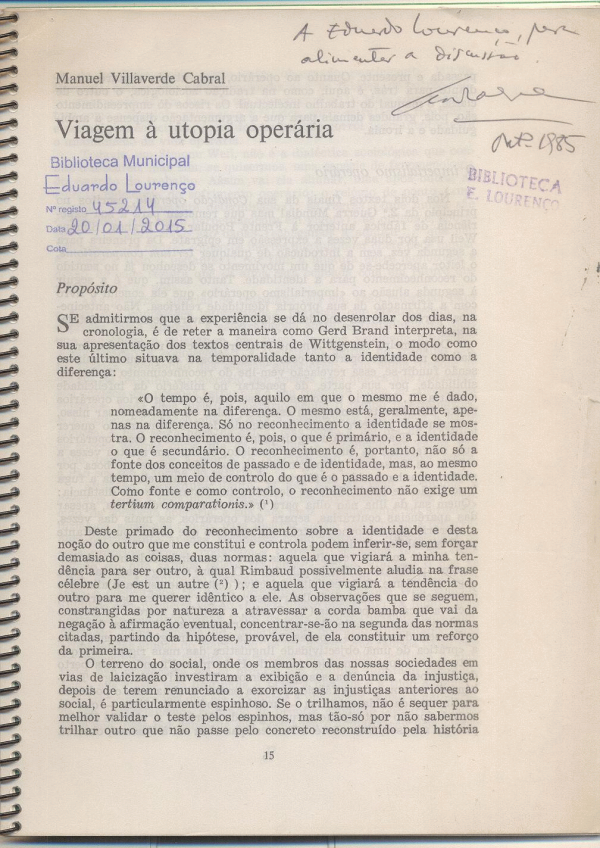 A Eduardo Lourenço, para
alimentar a discussão.
Out.º 1985
Manuel Villaverde Cabral
Viagem à utopia operária
Biblioteca Municipal
Eduardo Lourenço
Nº registo 45214
Data 20/01/2015
Cota
BIBLIOTECA
E. LOURENÇO
Propósito
SE admitirmos que a experiência se dá no desenrolar dos dias, na
cronologia, é de reter a maneira como Gerd Brand interpreta, na
sua apresentação dos textos centrais de Wittgenstein, o modo como
este último situava na temporalidade tanto a identidade como a
diferença:
«O tempo é, pois, aquilo em que o mesmo me é dado,
nomeadamente na diferença. O mesmo está, geralmente, ape-
nas na diferença. Só no reconhecimento a identidade se mos-
tra. O reconhecimento é, pois, o que é primário, e a identidade
o que é secundário. O reconhecimento é, portanto, não só a
fonte dos conceitos de passado e de identidade, mas, ao mesmo
tempo, um meio de controlo do que é o passado e a identidade.
Como fonte e como controlo, o reconhecimento não exige um
tertium comparationis.» (¹)
Deste primado do reconhecimento sobre a identidade e desta
noção do outro que me constitui e controla podem inferir-se, sem forçar
demasiado as coisas, duas normas: aquela que vigiará a minha ten-
dência para ser outro, à qual Rimbaud possivelmente aludia na frase
célebre (Je est un autre (²) ); e aquela que vigiará a tendência do
outro para me querer idêntico a ele. As observações que se seguem,
constrangidas por natureza a atravessar a corda bamba que vai da
negação à afirmação eventual, concentrar-se-ão na segunda das normas
citadas, partindo da hipótese, provável, de ela constituir um reforço
da primeira.
O terreno do social, onde os membros das nossas sociedades em
vias de laicização investiram a exibição e a denúncia da injustiça,
depois de terem renunciado a exorcizar as injustiças anteriores ao
social, é particularmente espinhoso. Se o trilhamos, não é sequer para
melhor validar o teste pelos espinhos, mas tão-só por não sabermos
trilhar outro que não passe pelo concreto reconstruído pela história
15